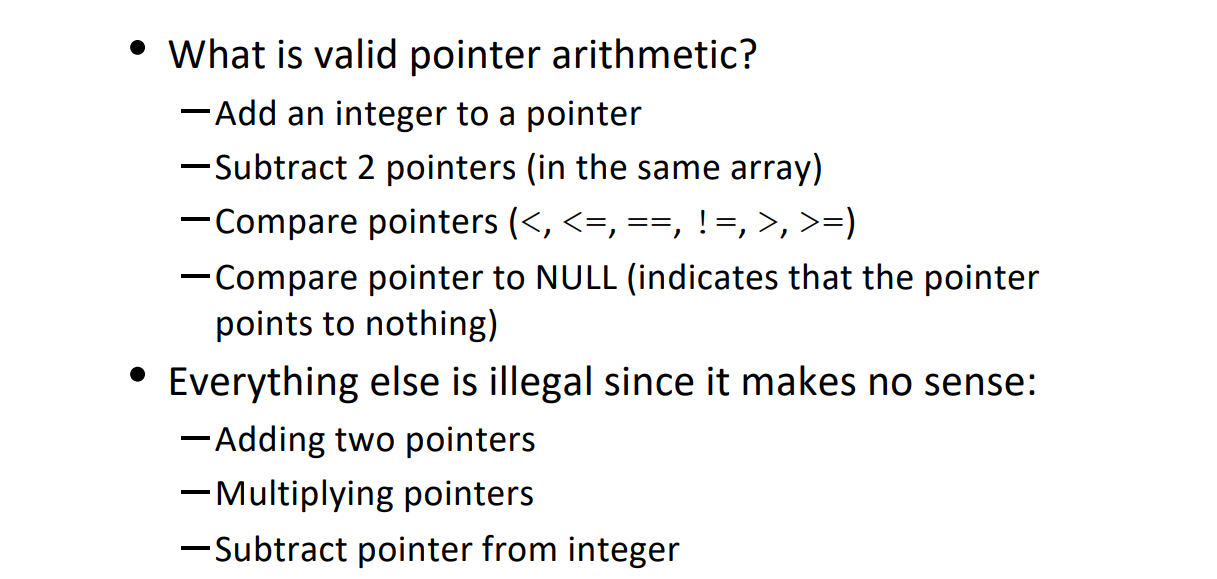 • What is valid pointer arithmetic?
—Add an integer to a pointer
—Subtract 2 pointers (in the same array)
—Compare pointers (<, <=, ==, !=, >, >=)
—Compare pointer to NULL (indicates that the pointer
points to nothing)
• Everything else is illegal since it makes no sense:
—Adding two pointers
—Multiplying pointers
—Subtract pointer from integer